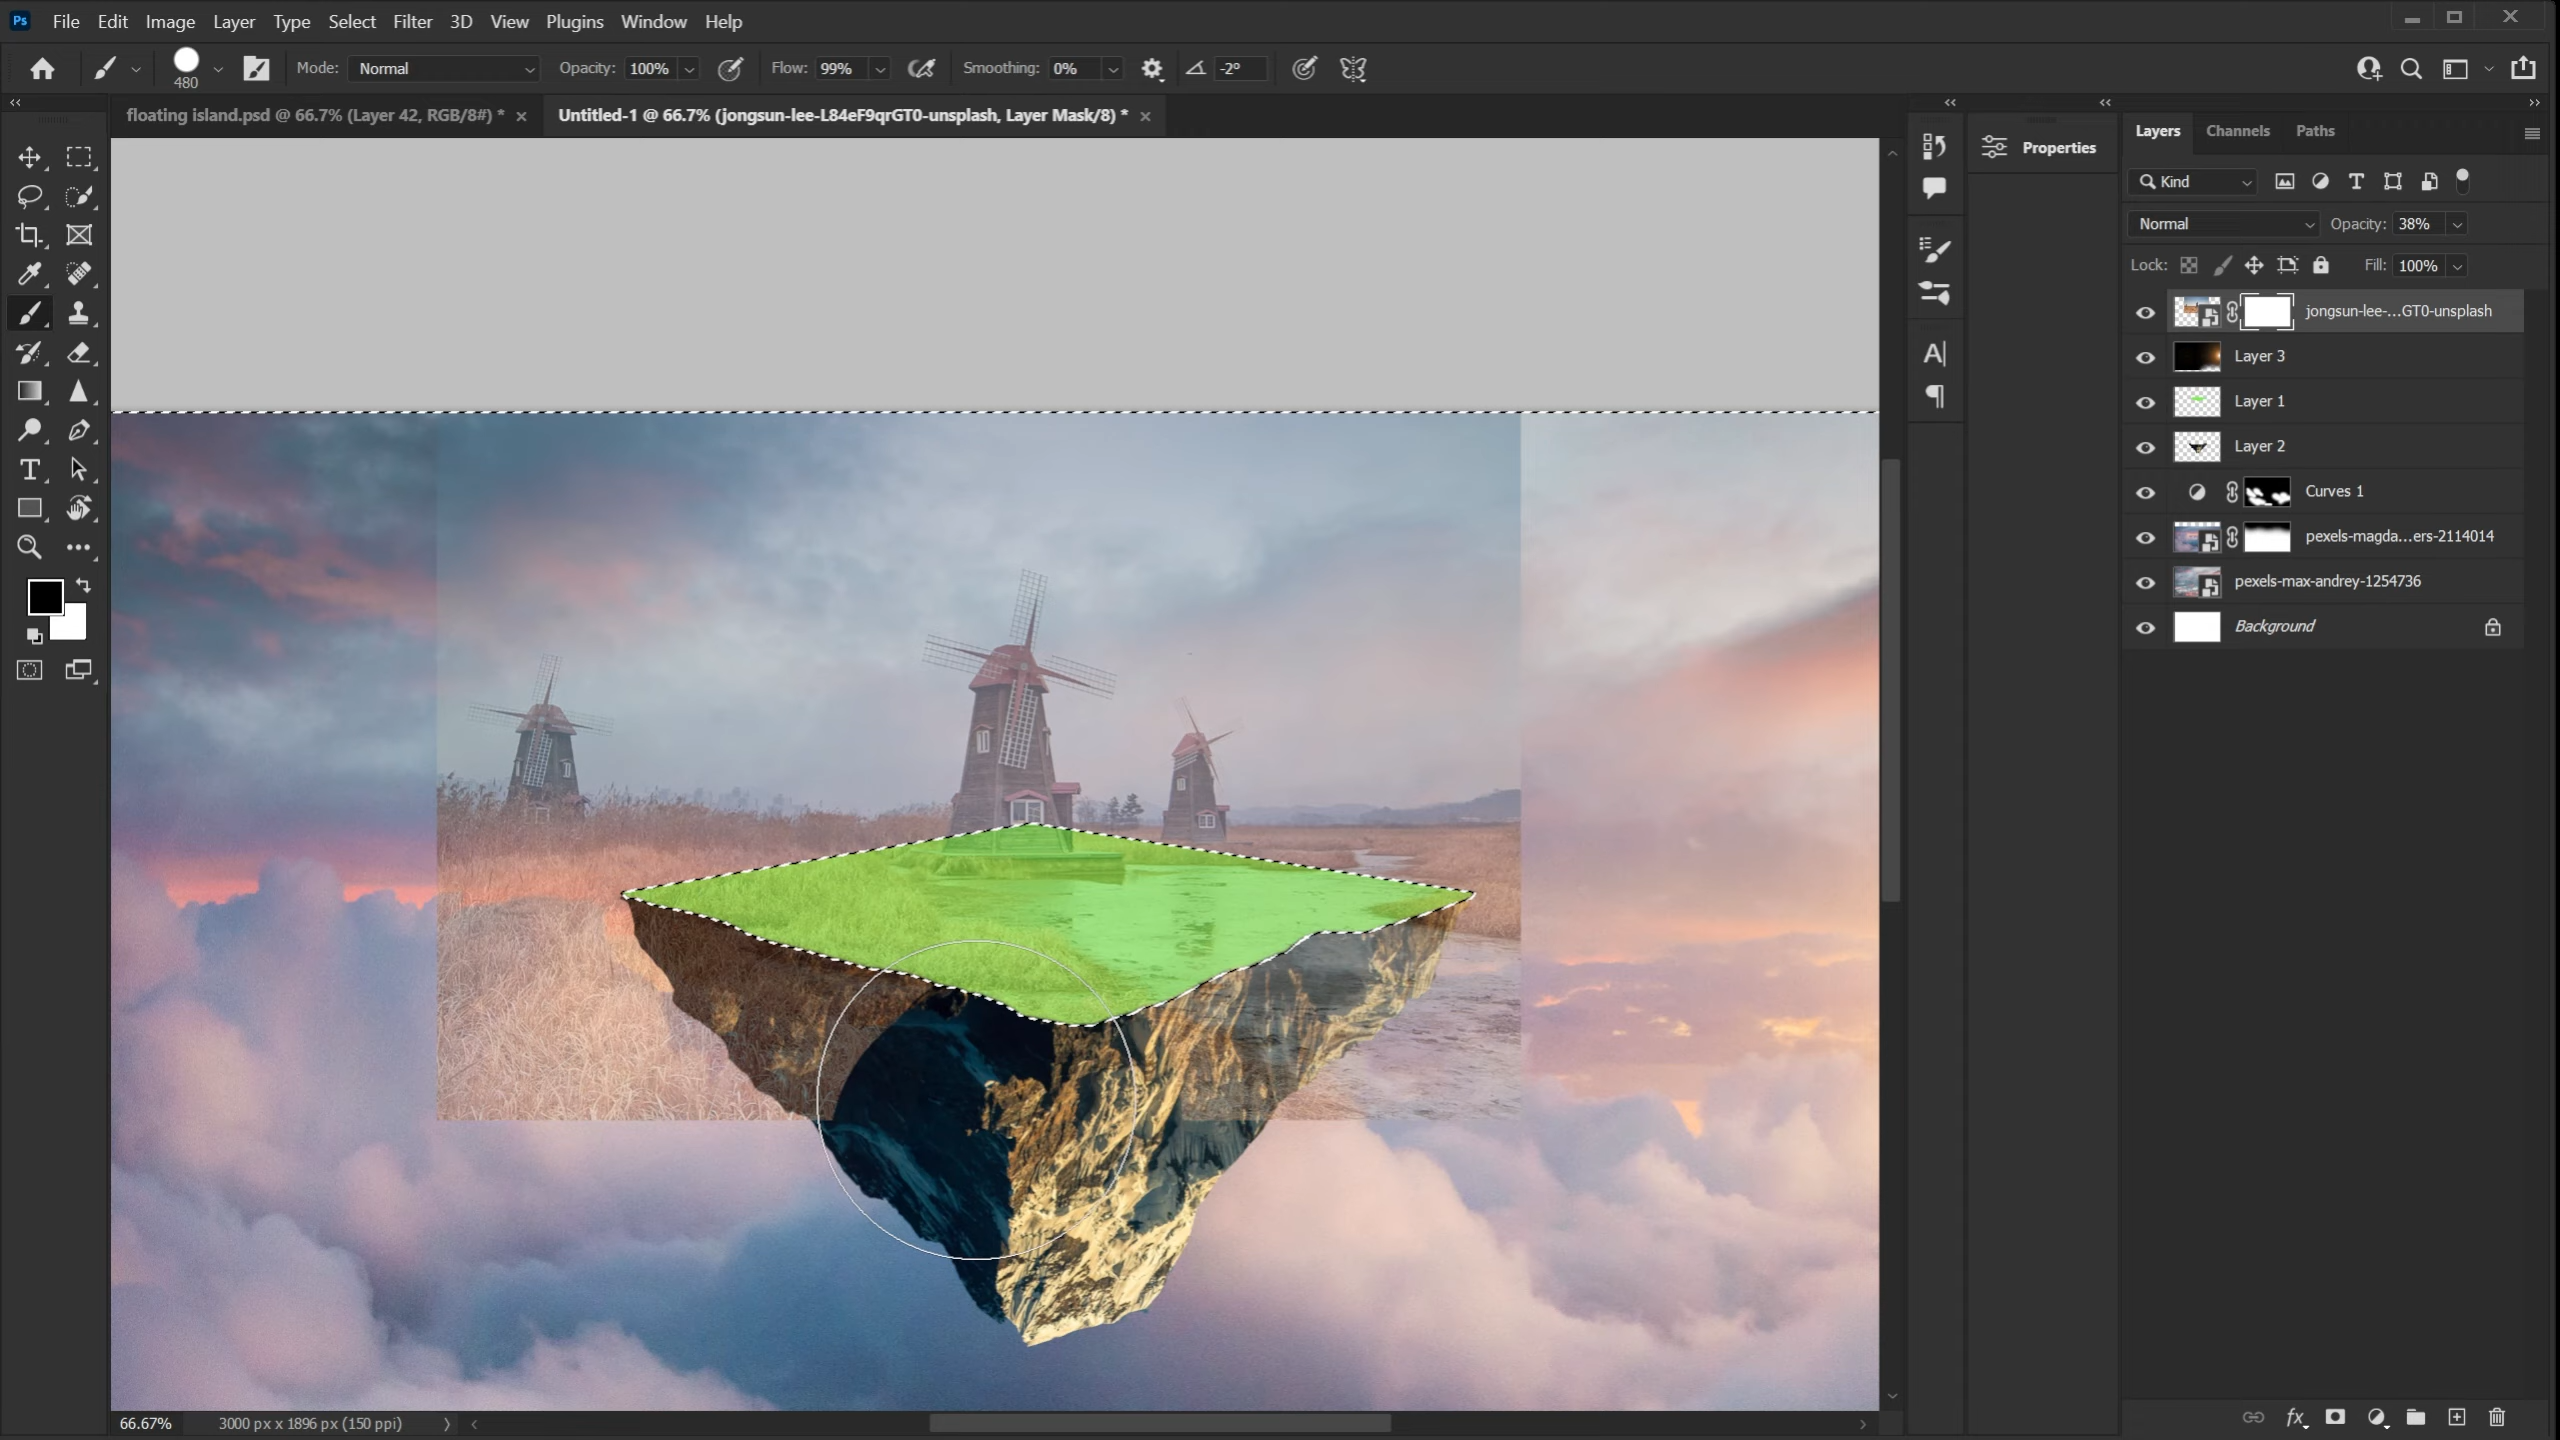 Ps File Edit Image Layer Type Select Filter 3D View Plugins Window Help
480 Mode: Normal Opacity: 100% Flow: 99% Smoothing: 0% -2°
floating island.psd @ 66.7% (Layer 42, RGB/8#) *
Untitled-1 @ 66.7% (jongsun-lee-L84eF9qrGT0-unsplash, Layer Mask/8) *
Properties
Layers Channels Paths
Kind
Normal Opacity: 38%
Lock: Fill: 100%
jongsun-lee-...GT0-unsplash
Layer 3
Layer 1
Layer 2
Curves 1
pexels-magda...ers-2114014
pexels-max-andrey-1254736
Background
66.67% 3000 px x 1896 px (150 ppi)
fx